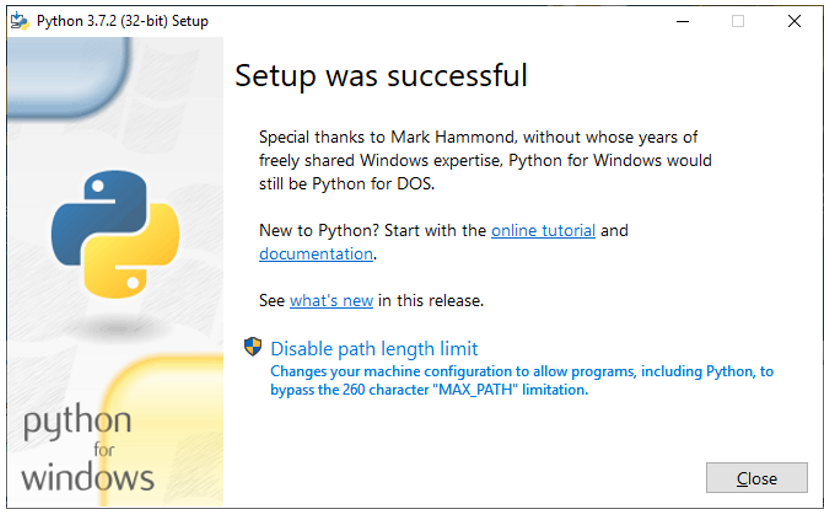 Python 3.7.2 (32-bit) Setup
Setup was successful
Special thanks to Mark Hammond, without whose years of
freely shared Windows expertise, Python for Windows would
still be Python for DOS.
New to Python? Start with the online tutorial and
documentation.
See what's new in this release.
Disable path length limit
Changes your machine configuration to allow programs, including Python, to
bypass the 260 character "MAX_PATH" limitation.
python
for
windows
Close